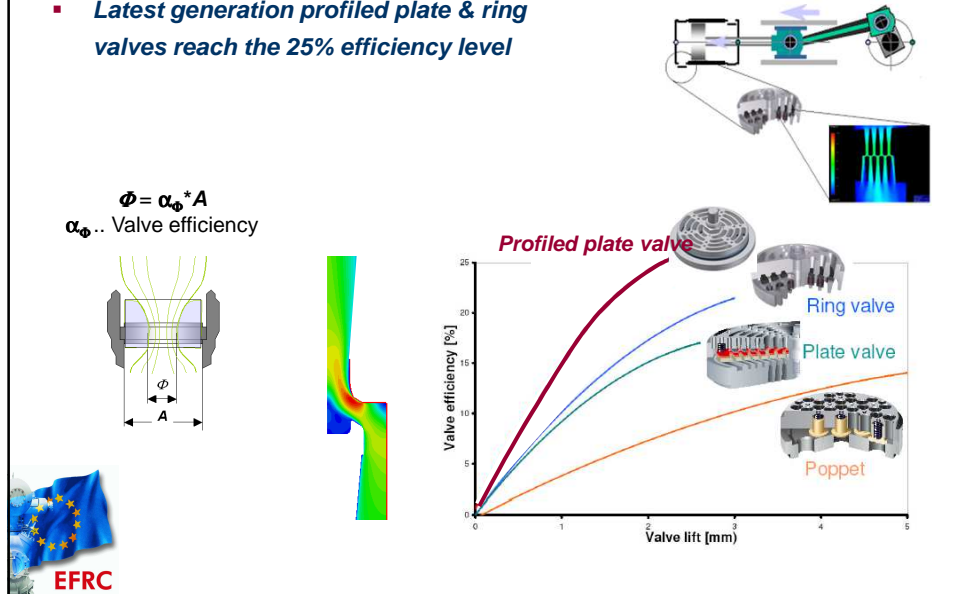 ▪ Latest generation profiled plate & ring
valves reach the 25% efficiency level
Φ = αΦ*A
αΦ .. Valve efficiency
Φ
A
Profiled plate valve
Ring valve
Plate valve
Poppet
Valve efficiency [%]
25
20
15
10
5
0
0 1 2 3 4 5
Valve lift [mm)
EFRC